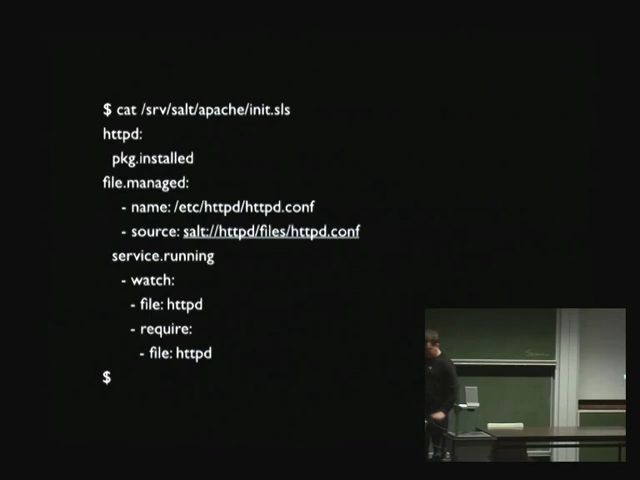 $ cat /srv/salt/apache/init.sls
httpd:
pkg.installed
file.managed:
- name: /etc/httpd/httpd.conf
- source: salt://httpd/files/httpd.conf
service.running
- watch:
- file: httpd
- require:
- file: httpd
$